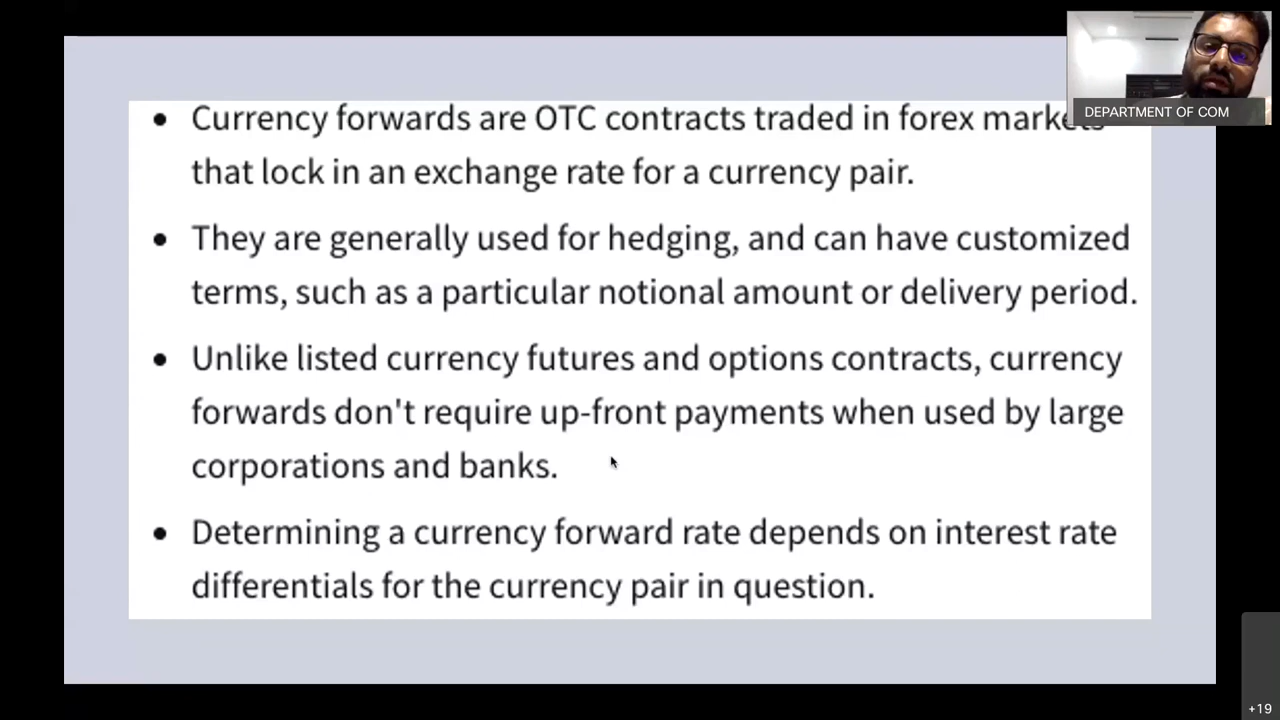 • Currency forwards are OTC contracts traded in forex markets
that lock in an exchange rate for a currency pair.
• They are generally used for hedging, and can have customized
terms, such as a particular notional amount or delivery period.
• Unlike listed currency futures and options contracts, currency
forwards don't require up-front payments when used by large
corporations and banks.
• Determining a currency forward rate depends on interest rate
differentials for the currency pair in question.
DEPARTMENT OF COM
+19